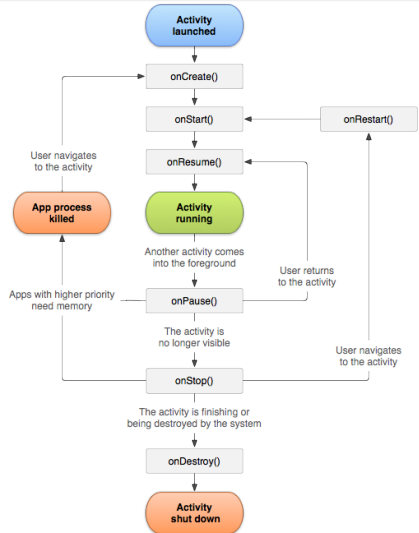 Activity
launched
onCreate()
onStart()
onRestart()
User navigates
to the activity
onResume()
App process
killed
Activity
running
Another activity comes
into the foreground
User returns
to the activity
Apps with higher priority
need memory
onPause()
The activity is
no longer visible
User navigates
to the activity
onStop()
The activity is finishing or
being destroyed by the system
onDestroy()
Activity
shut down